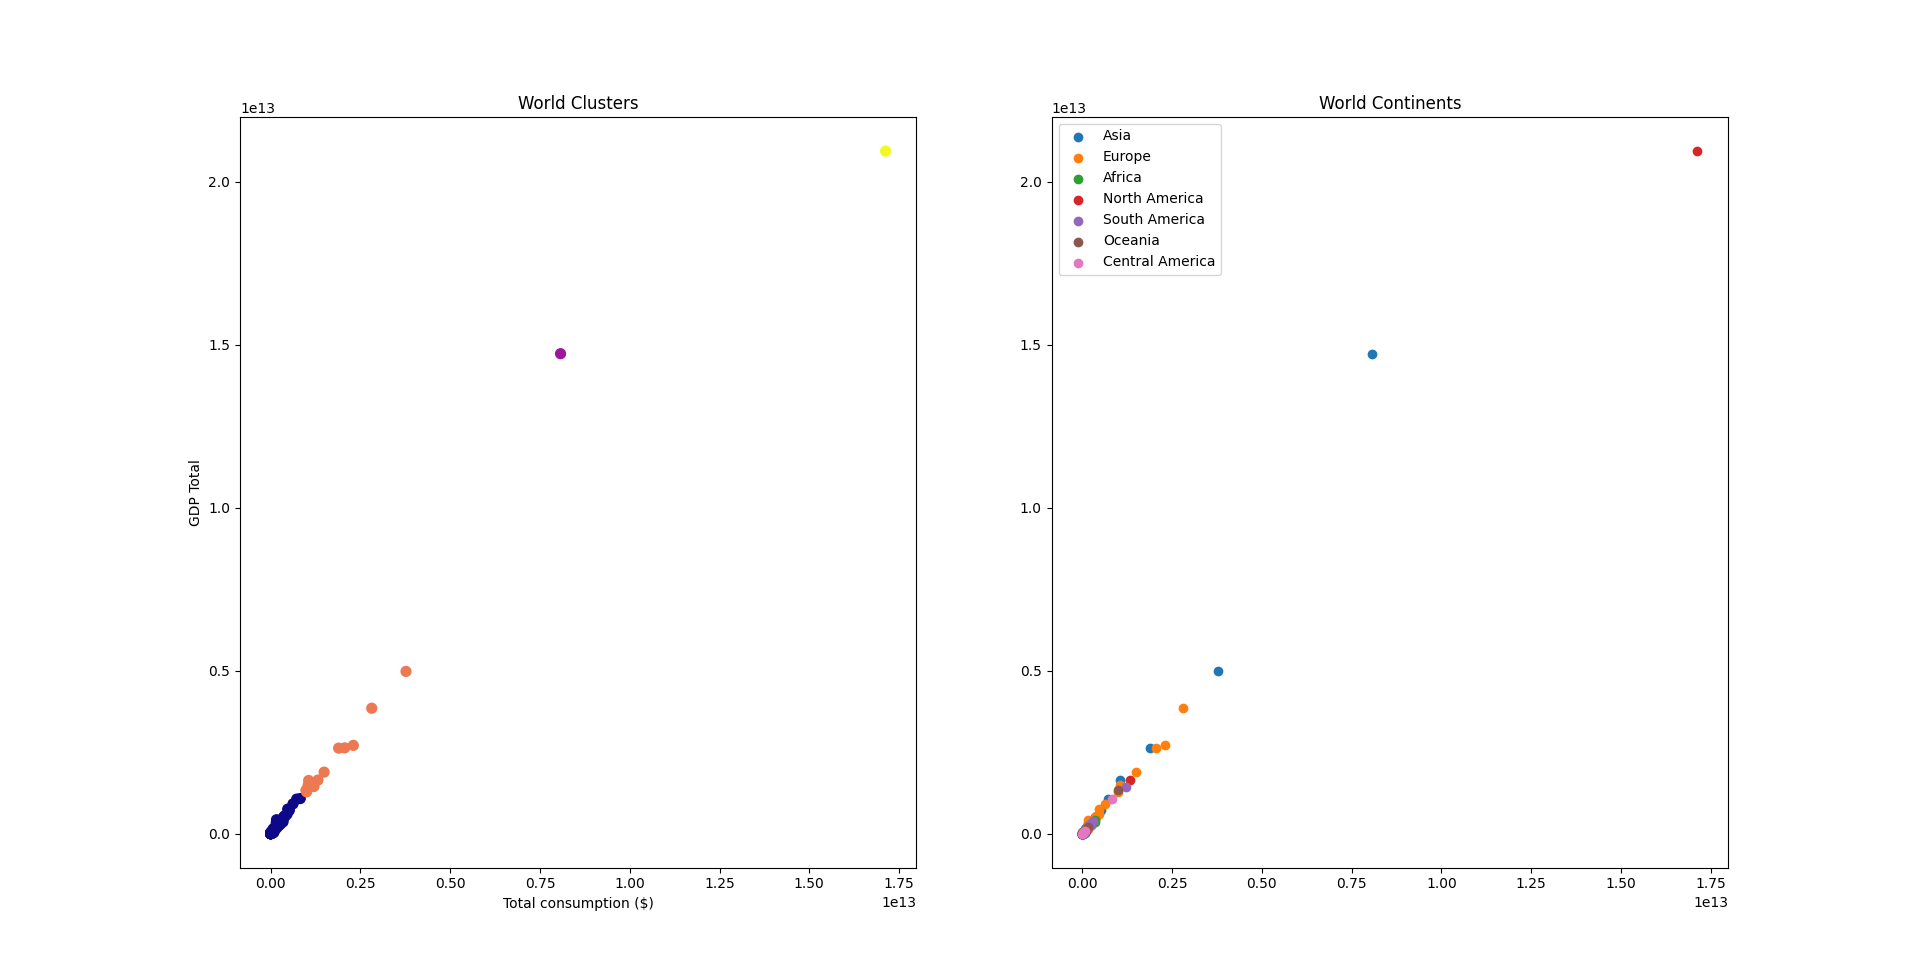 World Clusters
1e13
2.0
1.5
1.0
0.5
0.0
GDP Total
0.00 0.25 0.50 0.75 1.00 1.25 1.50 1.75
Total consumption ($)
1e13
World Continents
1e13
Asia
Europe
Africa
North America
South America
Oceania
Central America
2.0
1.5
1.0
0.5
0.0
0.00 0.25 0.50 0.75 1.00 1.25 1.50 1.75
1e13